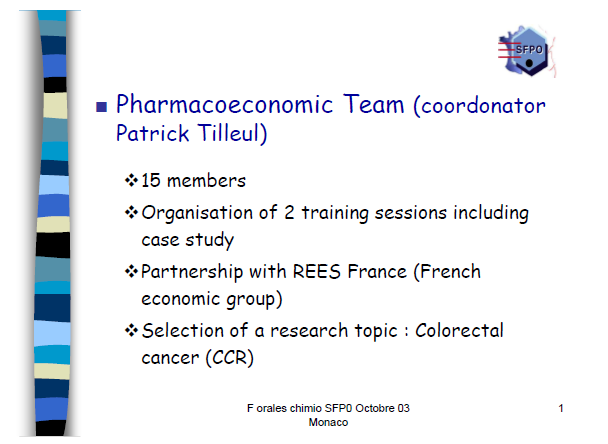 SFPO
■ Pharmacoeconomic Team (coordonator
Patrick Tilleul)
❖15 members
❖Organisation of 2 training sessions including
case study
❖Partnership with REES France (French
economic group)
❖Selection of a research topic : Colorectal
cancer (CCR)
F orales chimio SFP0 Octobre 03
Monaco
1